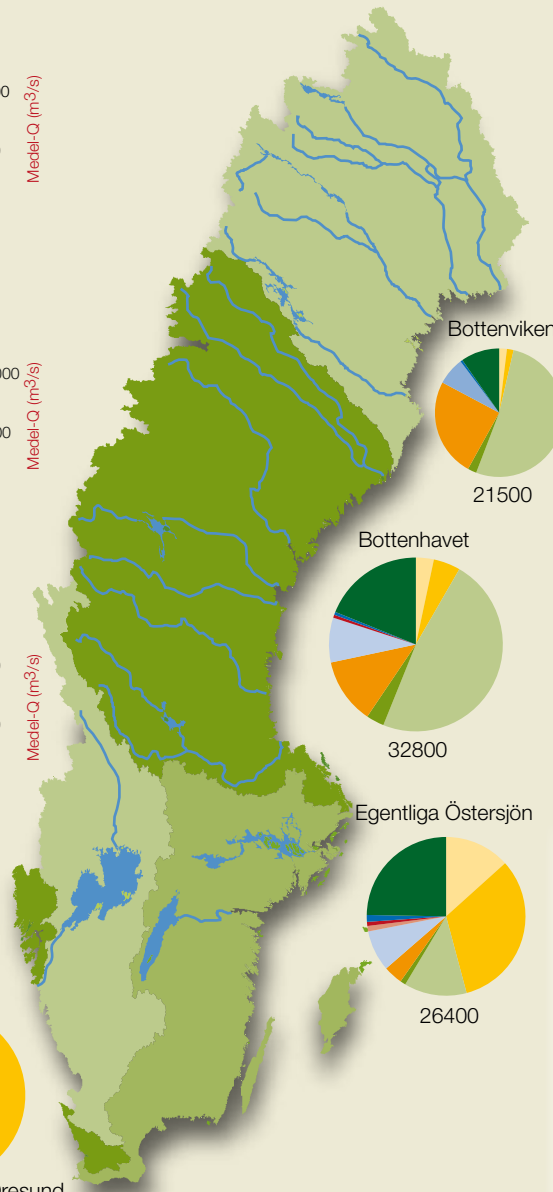 Medel-Q (m3/s)
Bottenviken
21500
Medel-Q (m3/s)
Bottenhavet
32800
Medel-Q (m3/s)
Egentliga Östersjön
26400